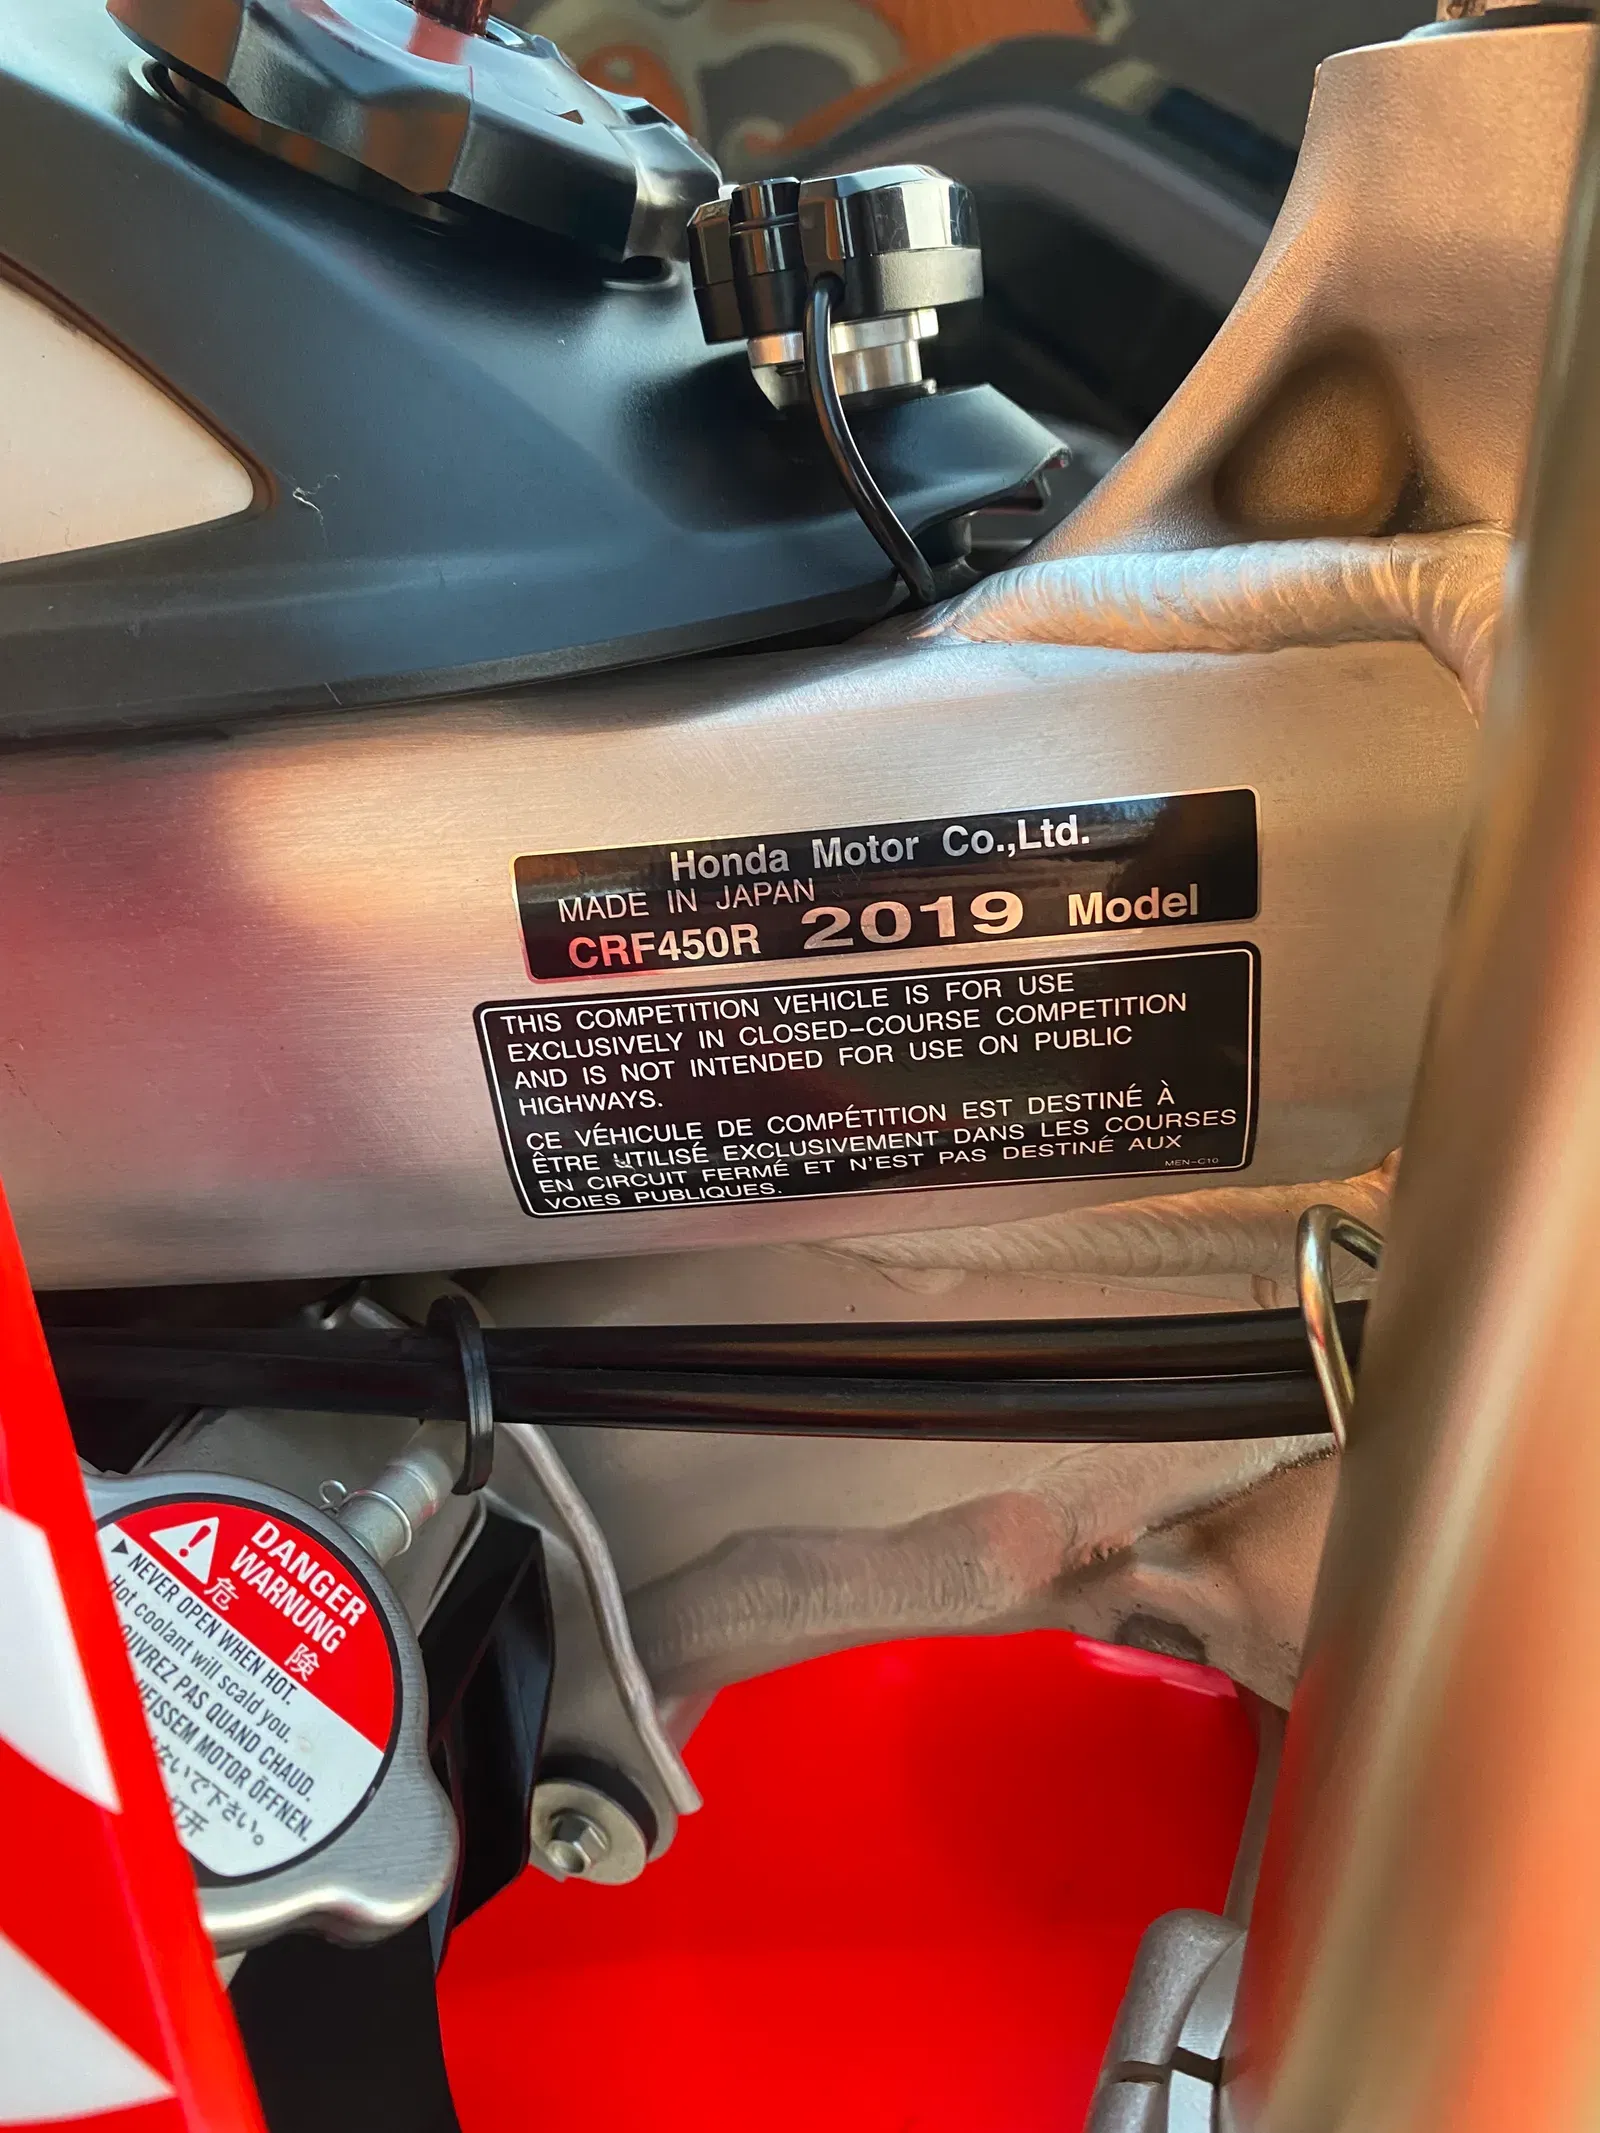 Honda Motor Co.,Ltd.
MADE IN JAPAN
CRF450R 2019 Model
THIS COMPETITION VEHICLE IS FOR USE
EXCLUSIVELY IN CLOSED-COURSE COMPETITION
AND IS NOT INTENDED FOR USE ON PUBLIC
HIGHWAYS.
CE VÉHICULE DE COMPÉTITION EST DESTINÉ À
ÊTRE UTILISÉ EXCLUSIVEMENT DANS LES COURSES
EN CIRCUIT FERMÉ ET N'EST PAS DESTINÉ AUX
VOIES PUBLIQUES.
MEN-C10
DANGER
WARNUNG
危険
▶NEVER OPEN WHEN HOT.
Hot coolant will scald you.
PAS QUAND CHAUD.
MOTOR ÖFFNEN.
ないで下さい。
打开